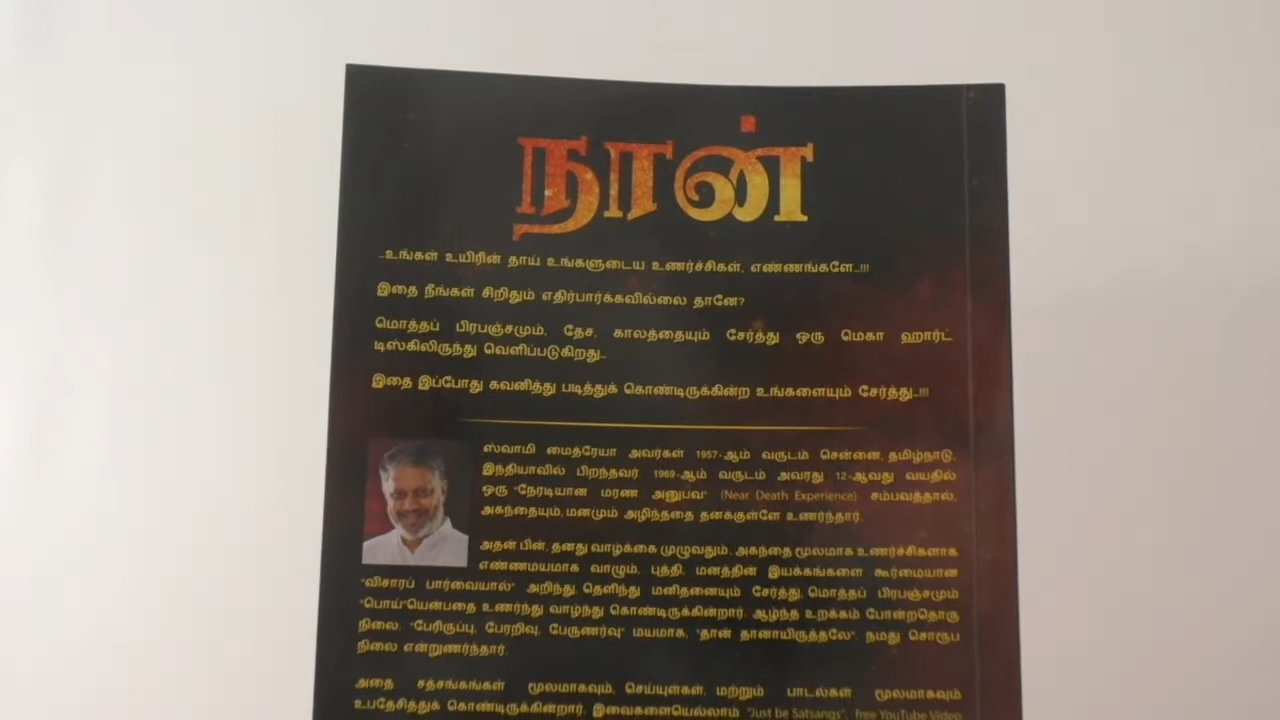 நான்
...உங்கள் உயிரின் தாய் உங்களுடைய உணர்ச்சிகள், எண்ணங்களே...!!!
இதை நீங்கள் சிறிதும் எதிர்பார்க்கவில்லை தானே?
மொத்தப் பிரபஞ்சமும், தேச, காலத்தையும் சேர்த்து ஒரு மெகா ஹார்ட்
டிஸ்கிலிருந்து வெளிப்படுகிறது...
இதை இப்போது கவனித்து படித்துக் கொண்டிருக்கின்ற உங்களையும் சேர்த்து...!!!
ஸ்வாமி மைத்ரேயா அவர்கள் 1957-ஆம் வருடம் சென்னை, தமிழ்நாடு,
இந்தியாவில் பிறந்தவர். 1969-ஆம் வருடம் அவரது 12-ஆவது வயதில்
ஒரு "நேரடியான மரண அனுபவ" (Near Death Experience) சம்பவத்தால்,
அகந்தையும், மனமும் அழிந்ததை தனக்குள்ளே உணர்ந்தார்.
அதன் பின், தனது வாழ்க்கை முழுவதும், அகந்தை மூலமாக உணர்ச்சிகளாக
எண்ணமயமாக வாழும், புத்தி, மனத்தின் இயக்கங்களை கூர்மையான
"விசாரப் பார்வையால்" அறிந்து, தெளிந்து மனிதனையும் சேர்த்து, மொத்தப் பிரபஞ்சமும்
"பொய்"யென்பதை உணர்ந்து வாழ்ந்து கொண்டிருக்கின்றார். ஆழ்ந்த உறக்கம் போன்றதொரு
நிலை, "பேரிருப்பு, பேரறிவு, பேருணர்வு" மயமாக, "தான் தானாயிருத்தலே", நமது சொரூப
நிலை என்றுணர்ந்தார்.
அதை சத்சங்கங்கள் மூலமாகவும், செய்யுள்கள், மற்றும் பாடல்கள் மூலமாகவும்
உபதேசித்துக் கொண்டிருக்கின்றார். இவைகளையெல்லாம் "Just be Satsangs", free YouTube Video